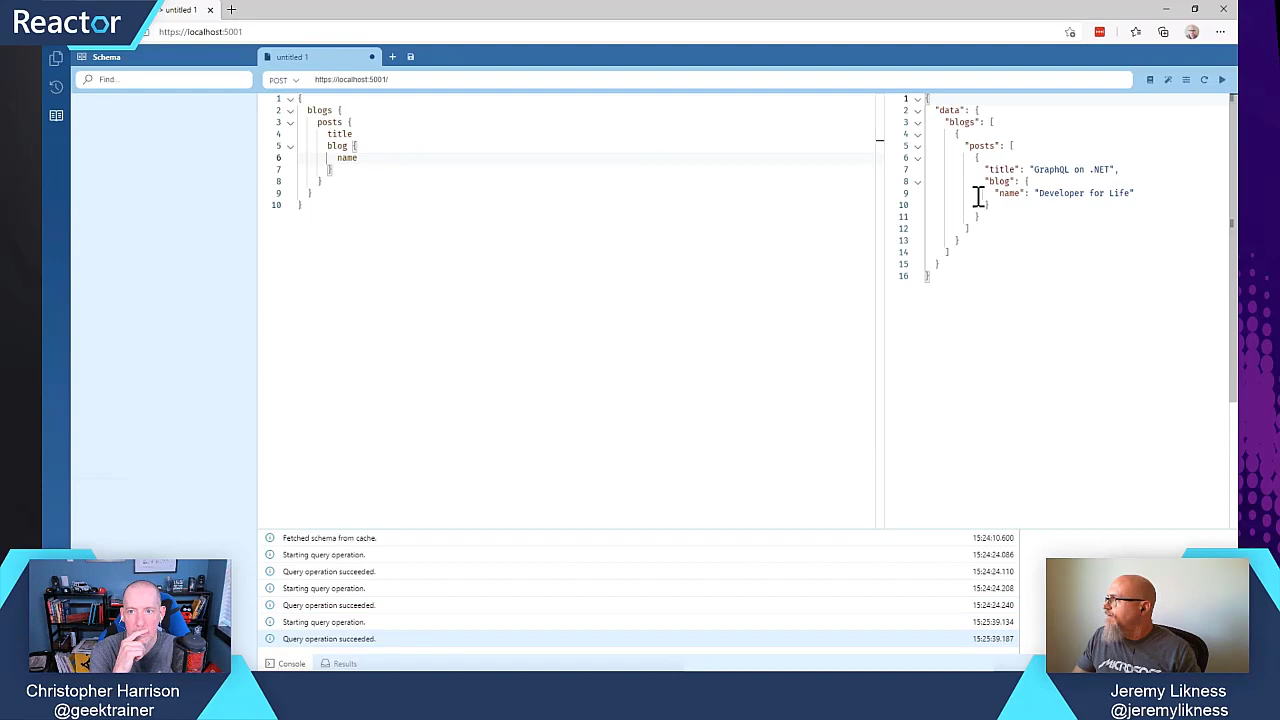 Reactor
untitled 1
https://localhost:5001
Schema
untitled 1
Find...
POST
https://localhost:5001/
1 {
2 blogs {
3 posts {
4 title
5 blog {
6 name
7 }
8 }
9 }
10 }
1 {
2 "data": {
3 "blogs": [
4 {
5 "posts": [
6 {
7 "title": "GraphQL on .NET",
8 "blog": {
9 "name": "Developer for Life"
10 }
11 }
12 ]
13 }
14 ]
15 }
16 }
Fetched schema from cache. 15:24:10.600
Starting query operation. 15:24:24.086
Query operation succeeded. 15:24:24.110
Starting query operation. 15:24:24.208
Query operation succeeded. 15:24:24.240
Starting query operation. 15:25:39.134
Query operation succeeded. 15:25:39.187
Console Results
MICROSOFT
Christopher Harrison
@geektrainer
Jeremy Likness
@jeremylikness